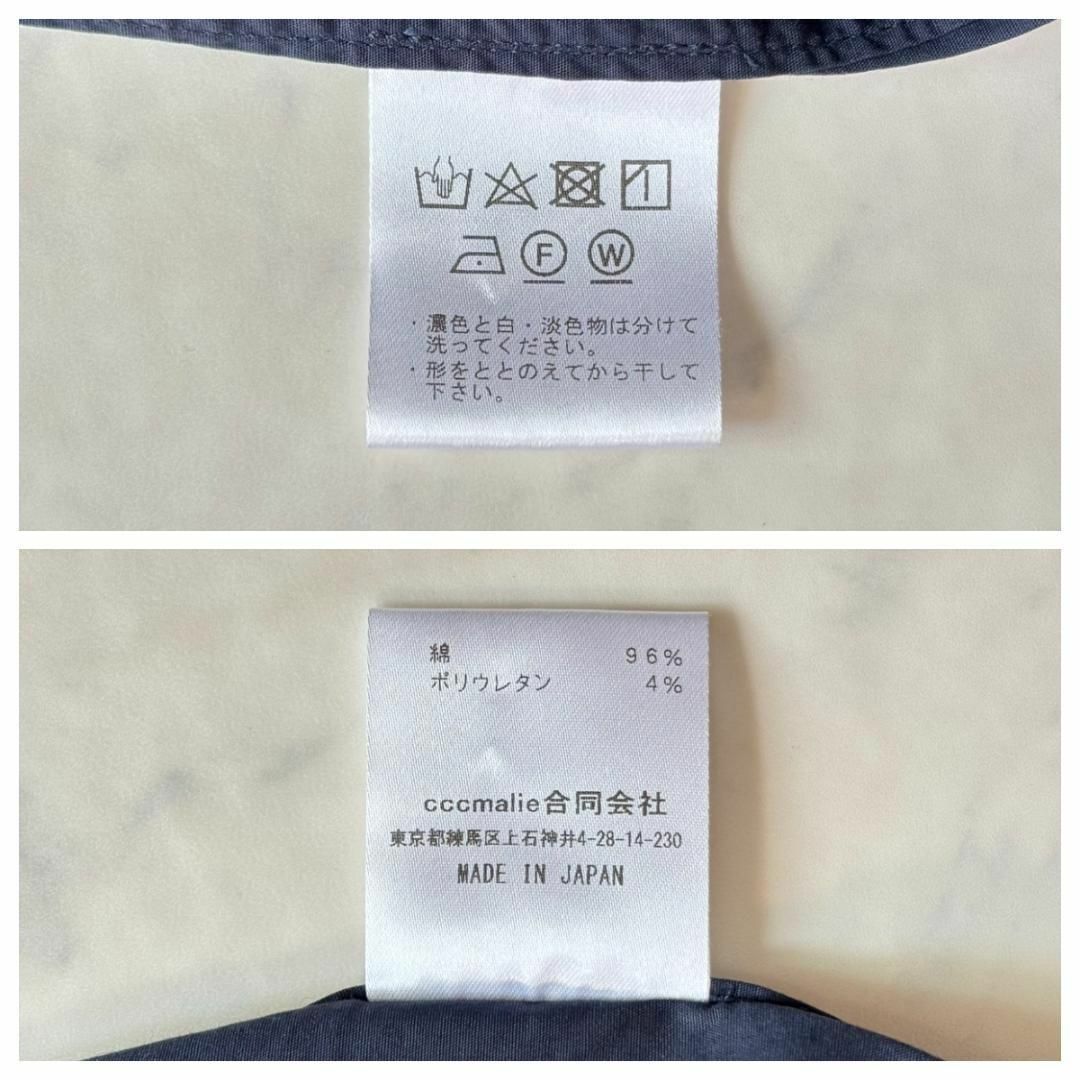 F W
・濃色と白・淡色物は分けて
洗ってください。
・形をととのえてから干して
下さい。
綿 96%
ポリウレタン 4%
cccmalie合同会社
東京都練馬区上石神井4-28-14-230
MADE IN JAPAN